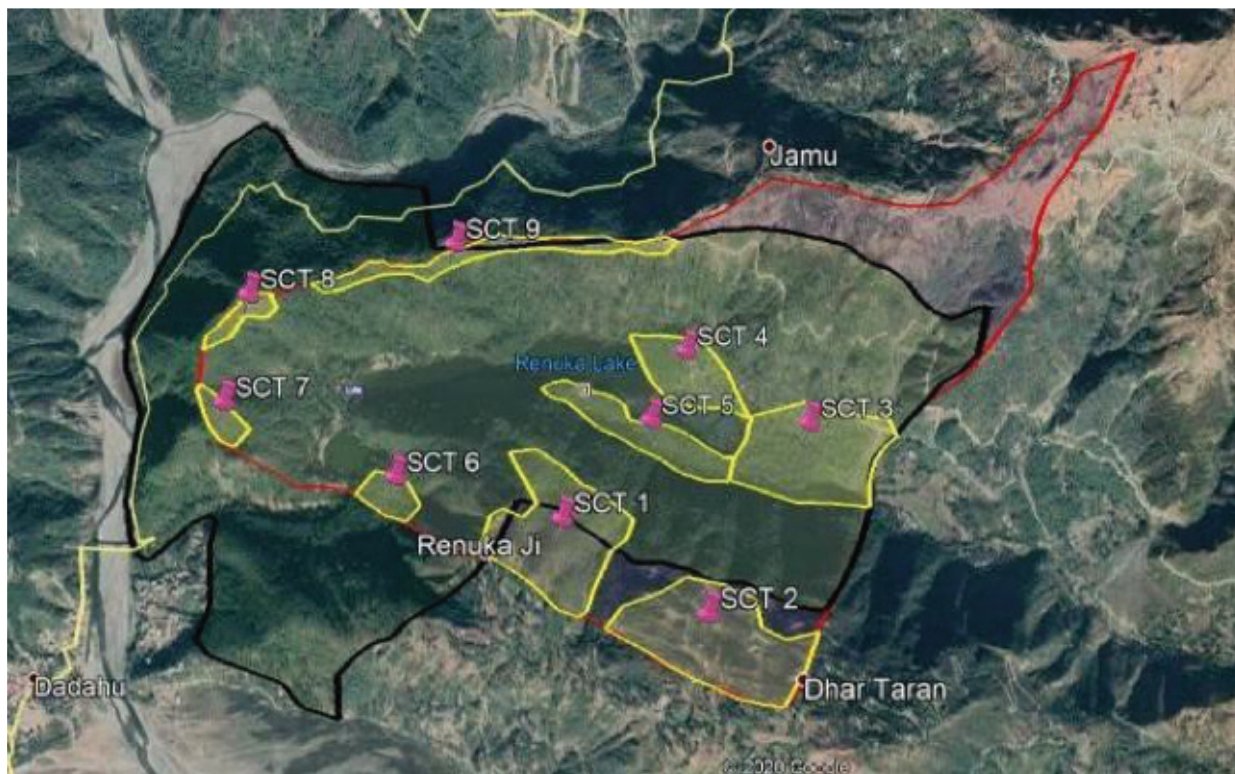 Jamu
SCT 9
SCT 8
SCT 4
Renuka Lake
SCT 7
SCT 5
SCT 3
SCT 6
SCT 1
Renuka Ji
SCT 2
Dadahu
Dhar Taran
©2020 Google